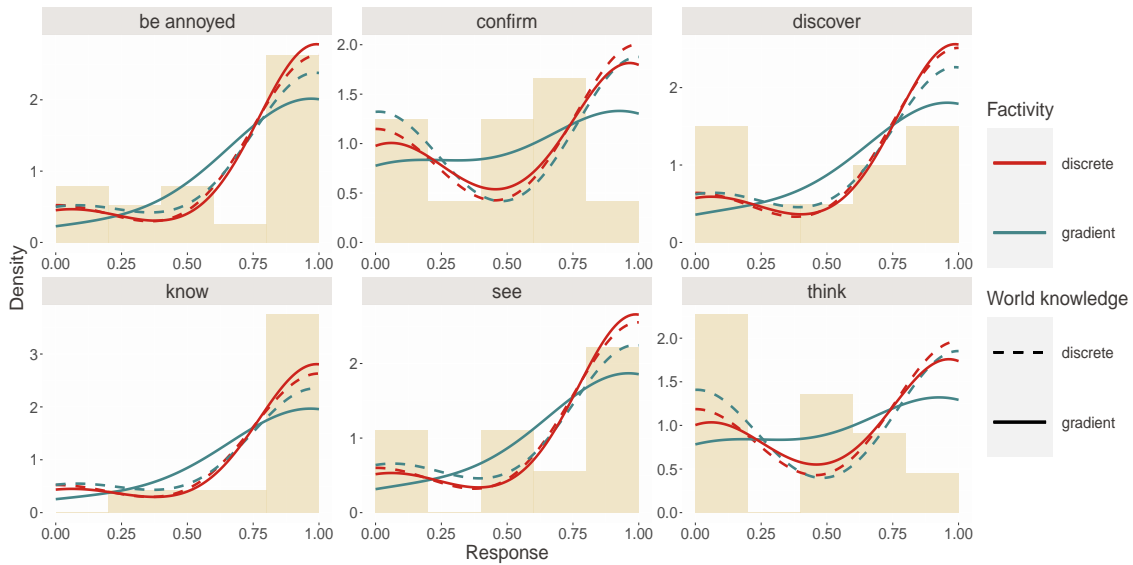 be annoyed
confirm
discover
Density
2
1
0
0.00 0.25 0.50 0.75 1.00
2.0
1.5
1.0
0.5
0.0
0.00 0.25 0.50 0.75 1.00
2
1
0
0.00 0.25 0.50 0.75 1.00
know
see
think
3
2
1
0
0.00 0.25 0.50 0.75 1.00
2
1
0
0.00 0.25 0.50 0.75 1.00
2.0
1.5
1.0
0.5
0.0
0.00 0.25 0.50 0.75 1.00
Response
Factivity
discrete
gradient
World knowledge
discrete
gradient